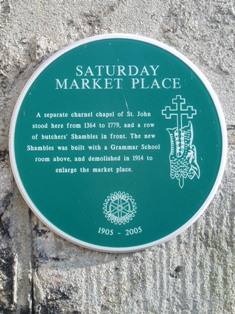 SATURDAY
MARKET PLACE
A separate charnel chapel of St. John
stood here from 1364 to 1779, and a row
of butchers' Shambles in front. The new
Shambles was built with a Grammar School
room above, and demolished in 1914 to
enlarge the market place.
1905 - 2005